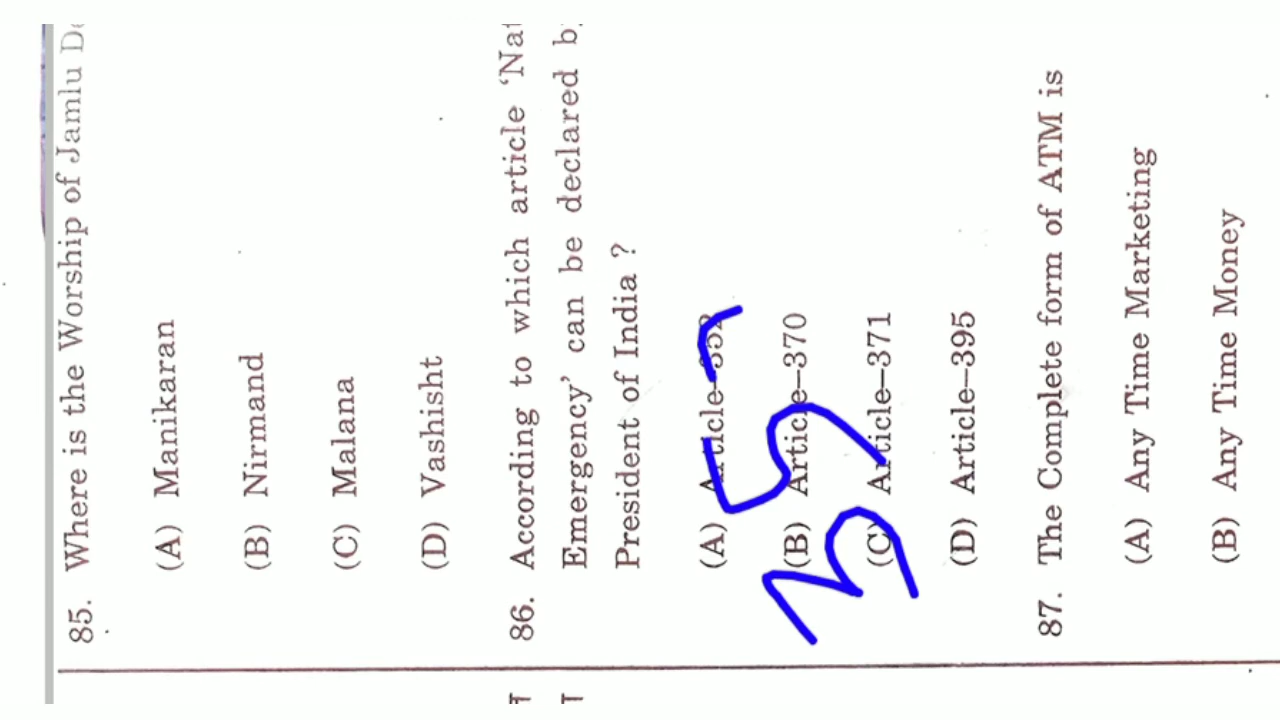 85. Where is the Worship of Jamlu
(A) Manikaran
(B) Nirmand
(C) Malana
(D) Vashisht
86. According to which article
Emergency' can be declared
President of India ?
(A) Article–352
(B) Article–370
(C) Article–371
(D) Article–395
87. The Complete form of ATM is
(A) Any Time Marketing
(B) Any Time Money
35